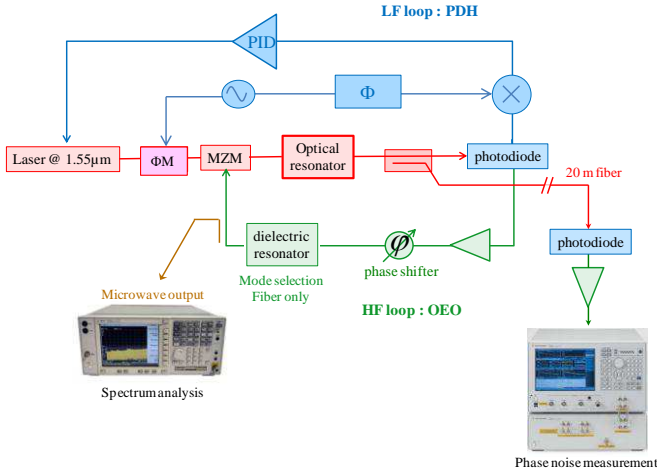 LF loop : PDH
PID
Φ
Laser @ 1.55µm
ΦM
MZM
Optical
resonator
photodiode
20 m fiber
dielectric
resonator
φ
phase shifter
photodiode
Mode selection
Fiber only
Microwave output
HF loop : OEO
Spectrum analysis
Phase noise measurement